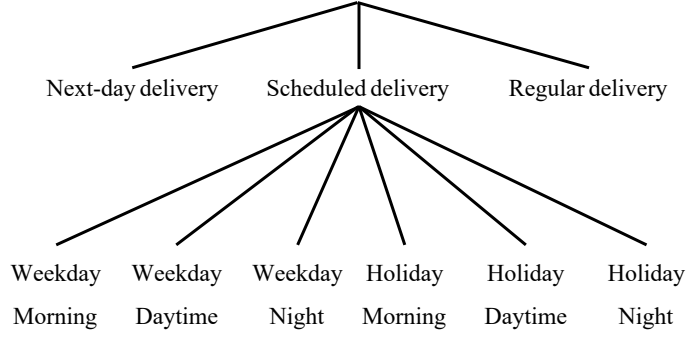 Next-day delivery Scheduled delivery Regular delivery
Weekday Weekday Weekday Holiday Holiday Holiday
Morning Daytime Night Morning Daytime Night